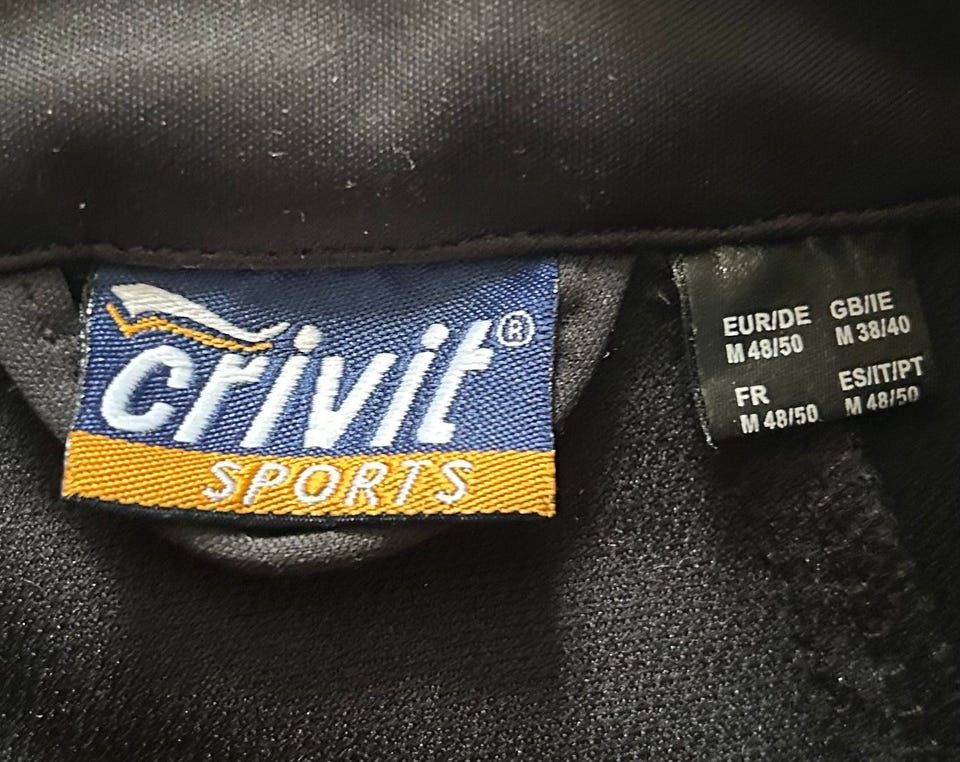 crivit®
SPORTS
EUR/DE GB/IE
M 48/50 M 38/40
FR ES/IT/PT
M 48/50 M 48/50